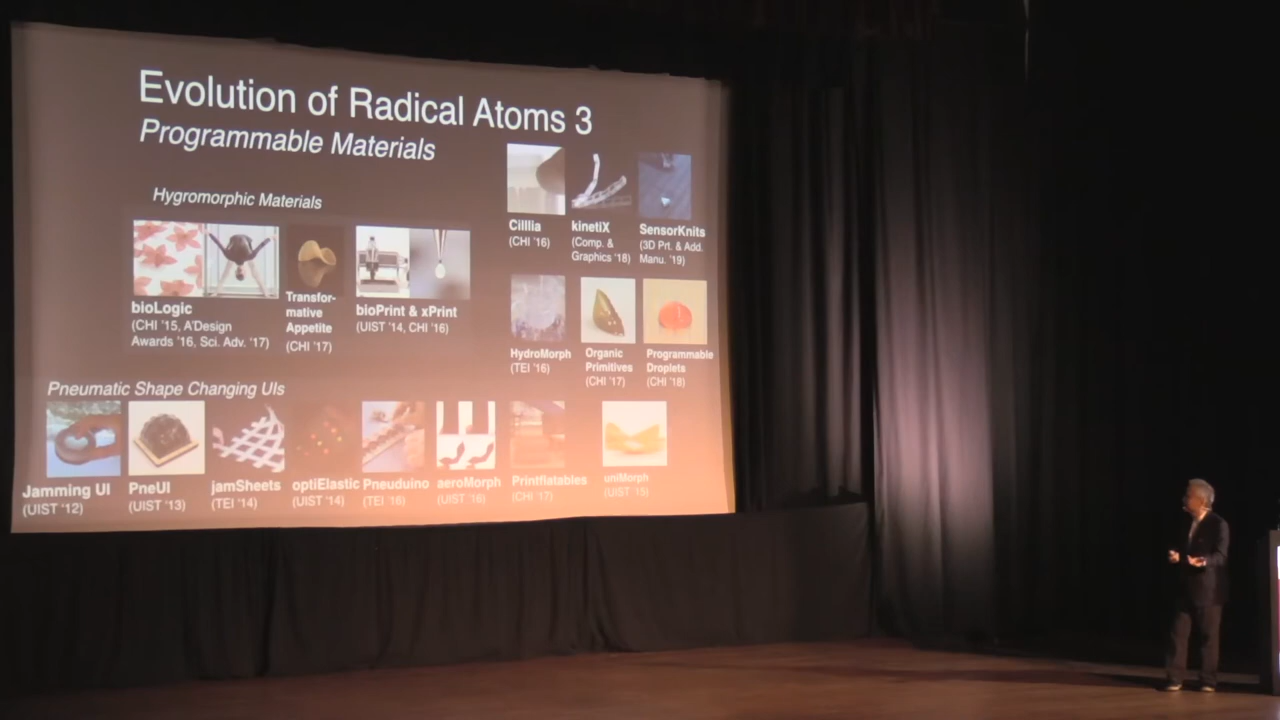 Evolution of Radical Atoms 3
Programmable Materials
Hygromorphic Materials
bioLogic
(CHI '15, A'Design
Awards '16, Sci. Adv. '17)
Transfor-
mative
Appetite
(CHI '17)
bioPrint & xPrint
(UIST '14, CHI '16)
Cilllia
(CHI '16)
kinetiX
(Comp. &
Graphics '18)
SensorKnits
(3D Prt. & Add.
Manu. '19)
HydroMorph
(TEI '16)
Organic
Primitives
(CHI '17)
Programmable
Droplets
(CHI '18)
Pneumatic Shape Changing UIs
Jamming UI
(UIST '12)
PneUI
(UIST '13)
jamSheets
(TEI '14)
optiElastic
(UIST '14)
Pneuduino
(TEI '16)
aeroMorph
(UIST '16)
Printflatables
(CHI '17)
uniMorph
(UIST '15)